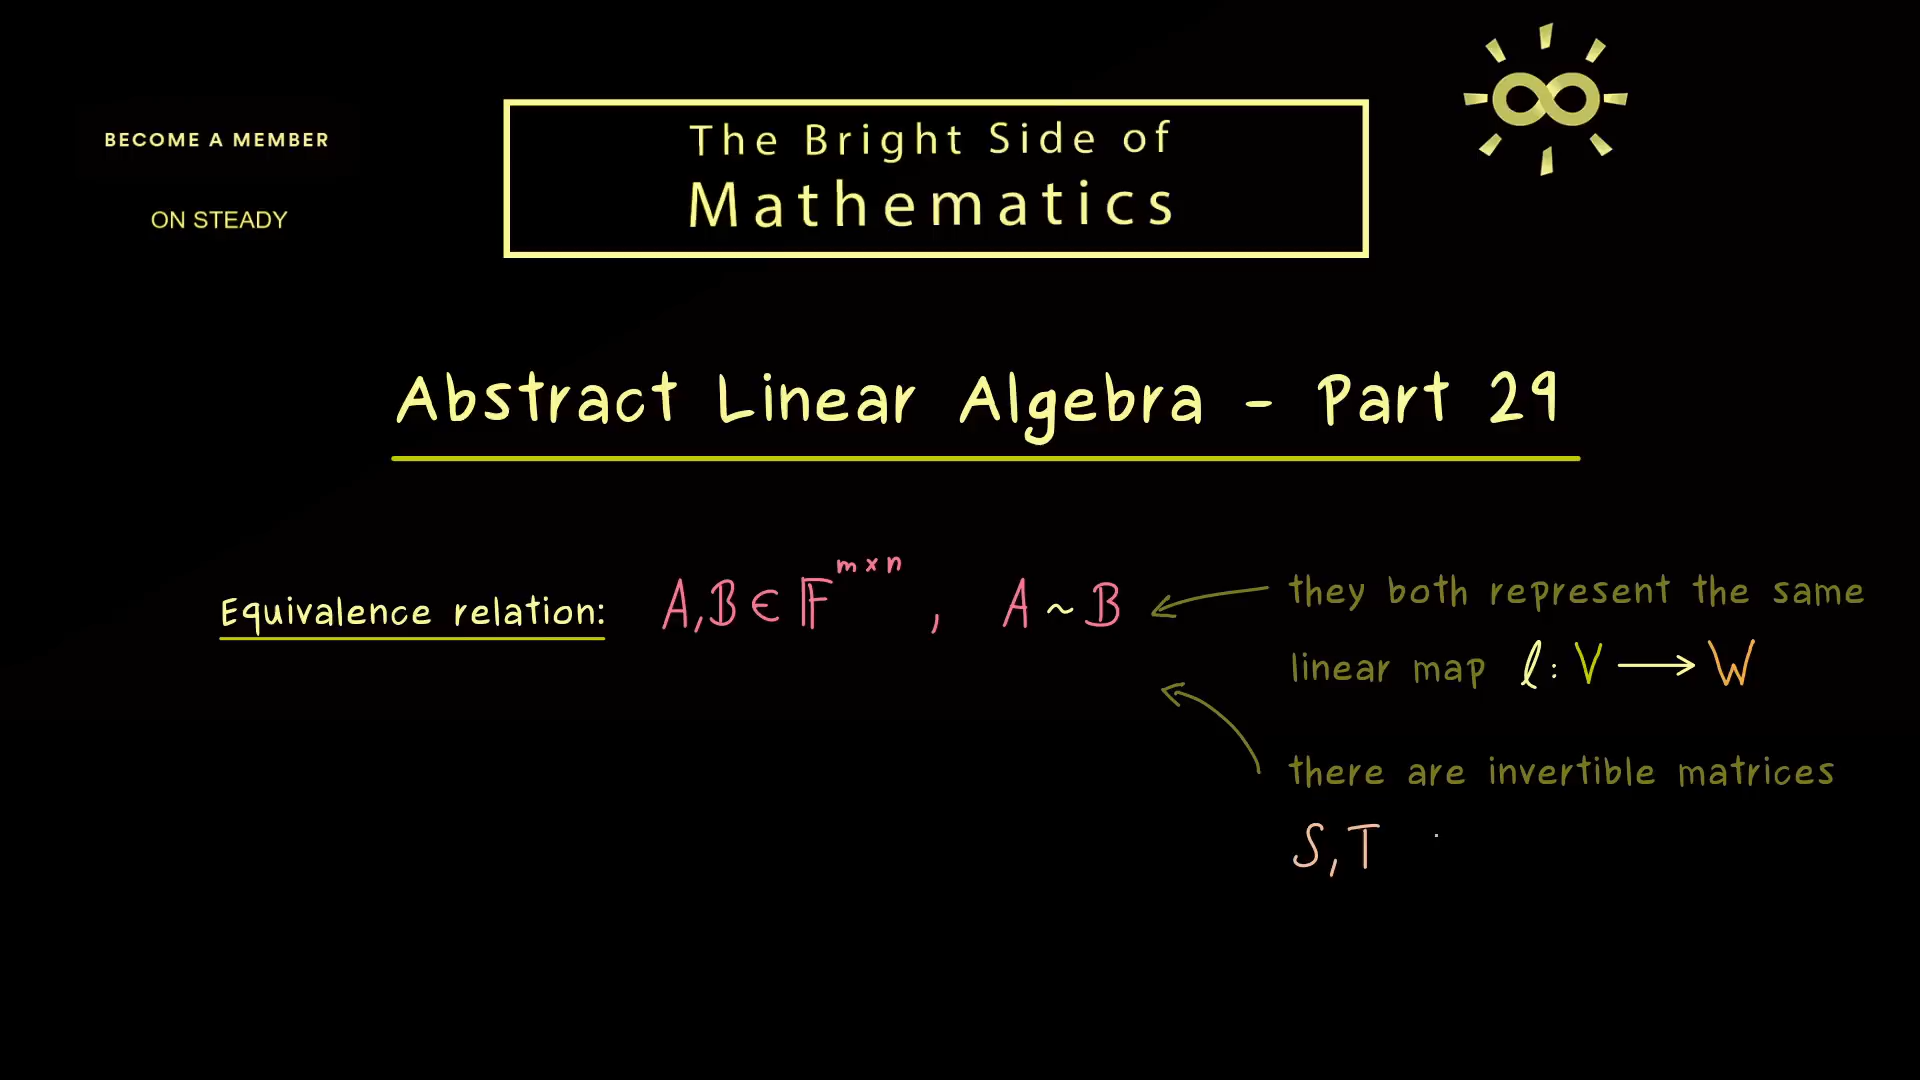 BECOME A MEMBER
ON STEADY
The Bright Side of
Mathematics
Abstract Linear Algebra - Part 29
Equivalence relation: A, B ∈ 𝔽^{m×n} , A ~ B
they both represent the same
linear map ℓ: V ⟶ W
there are invertible matrices
S, T